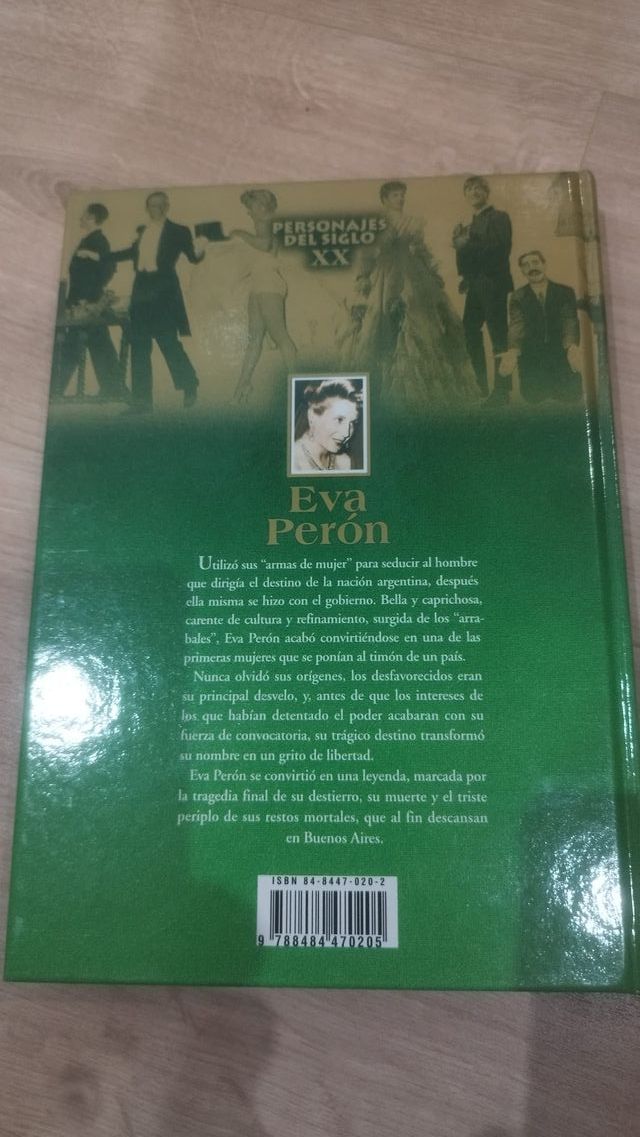 PERSONAJES
DEL SIGLO
XX
Eva
Perón
Utilizó sus "armas de mujer" para seducir al hombre
que dirigía el destino de la nación argentina, después
ella misma se hizo con el gobierno. Bella y caprichosa,
carente de cultura y refinamiento, surgida de los "arra-
bales", Eva Perón acabó convirtiéndose en una de las
primeras mujeres que se ponían al timón de un país.
Nunca olvidó sus orígenes, los desfavorecidos eran
su principal desvelo, y, antes de que los intereses de
los que habían detentado el poder acabaran con su
fuerza de convocatoria, su trágico destino transformó
su nombre en un grito de libertad.
Eva Perón se convirtió en una leyenda, marcada por
la tragedia final de su destierro, su muerte y el triste
periplo de sus restos mortales, que al fin descansan
en Buenos Aires.
ISBN 84-8447-020-2
9 788484 470205